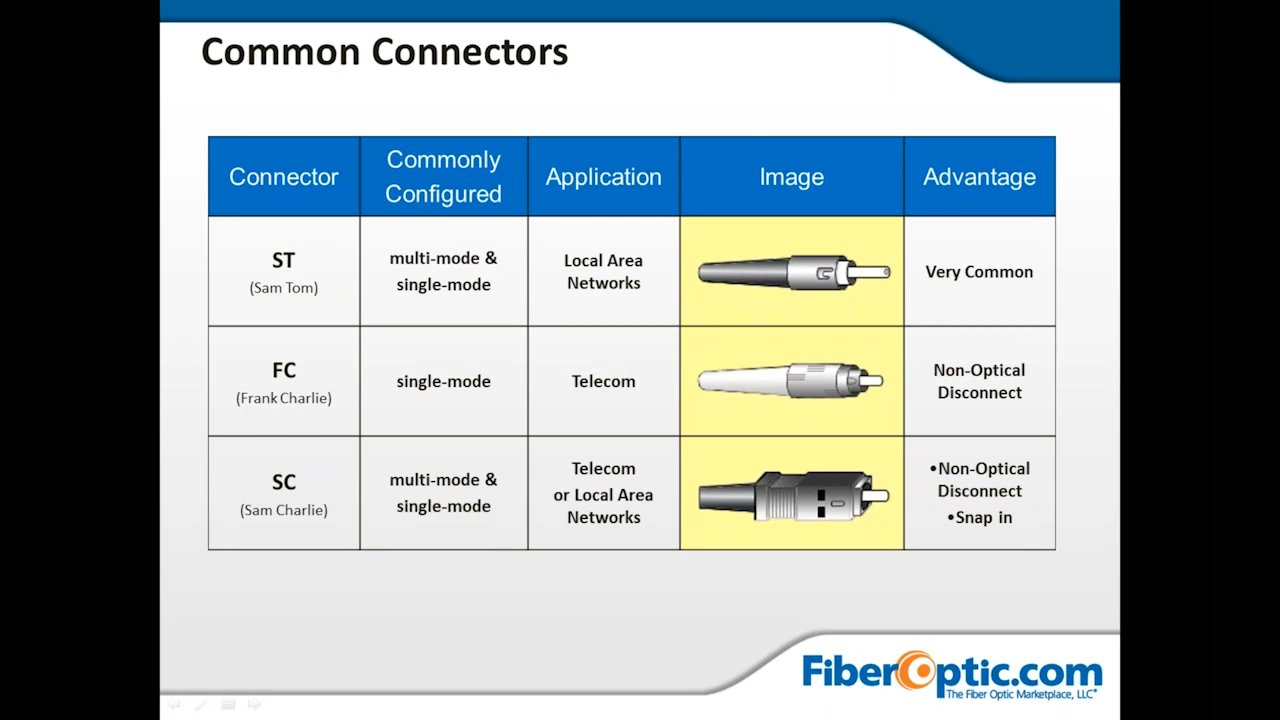 Common Connectors
Connector
Commonly
Configured
Application
Image
Advantage
ST
(Sam Tom)
multi-mode &
single-mode
Local Area
Networks
Very Common
FC
(Frank Charlie)
single-mode
Telecom
Non-Optical
Disconnect
SC
(Sam Charlie)
multi-mode &
single-mode
Telecom
or Local Area
Networks
•Non-Optical
Disconnect
•Snap in
FiberOptic.com
The Fiber Optic Marketplace, LLC